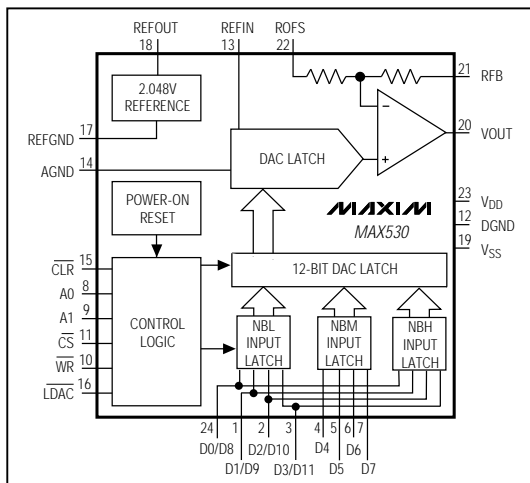 REFOUT
18
REFIN
13
ROFS
22
21 RFB
2.048V
REFERENCE
20
VOUT
REFGND 17
AGND 14
DAC LATCH
POWER-ON
RESET
MAXIM
MAX530
23
VDD
12
DGND
19
VSS
CLR 15
A0 8
A1 9
CS 11
WR 10
LDAC 16
CONTROL
LOGIC
12-BIT DAC LATCH
NBL
INPUT
LATCH
NBM
INPUT
LATCH
NBH
INPUT
LATCH
24 1 2 3 4 5 6 7
D0/D8
D1/D9
D2/D10
D3/D11
D4
D5
D6
D7